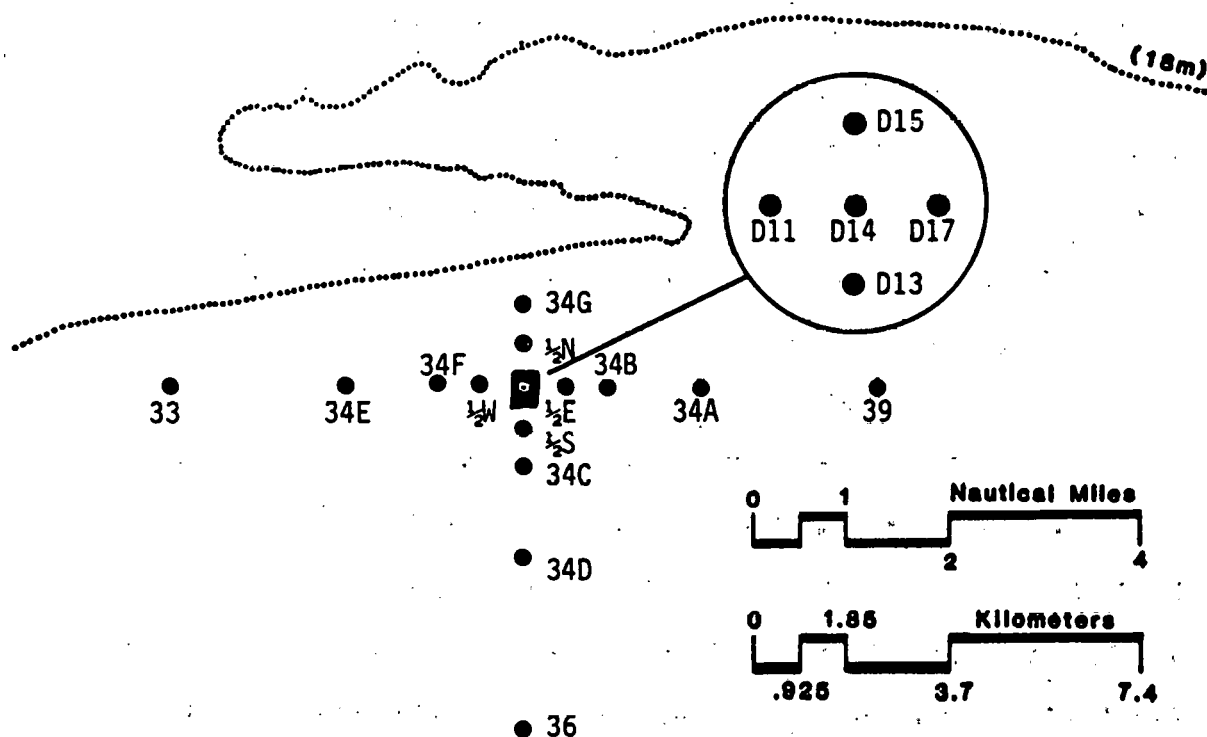 (18m)
D15
D11 D14 D17
D13
34G
½N
34F 34B
33 34E ½W ½E 34A 39
½S
34C
0 1 Nautical Miles
2 4
34D
0 1.85 Kilometers
.925 3.7 7.4
36